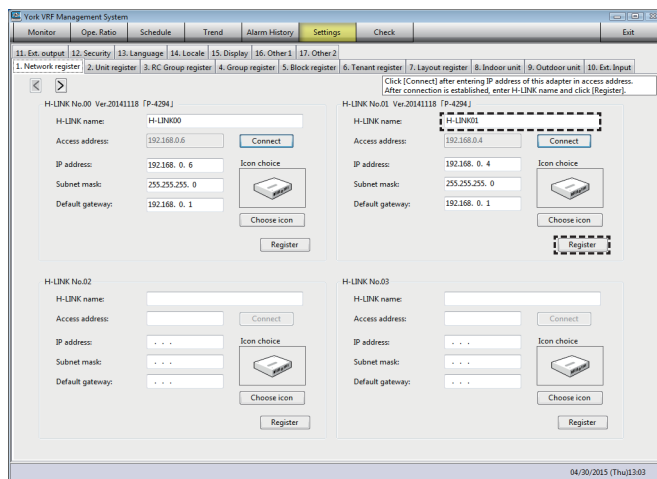 York VRF Management System
Monitor Ope. Ratio Schedule Trend Alarm History Settings Check Exit
11. Ext. output 12. Security 13. Language 14. Locale 15. Display 16. Other1 17. Other2
1. Network register 2. Unit register 3. RC Group register 4. Group register 5. Block register 6. Tenant register 7. Layout register 8. Indoor unit 9. Outdoor unit 10. Ext. Input
Click [Connect] after entering IP address of this adapter in access address.
After connection is established, enter H-LINK name and click [Register].
H-LINK No.00 Ver.20141118 「P-4294」
H-LINK name: H-LINK00
Access address: 192.168.0.6 Connect
IP address: 192.168. 0. 6 Icon choice
Subnet mask: 255.255.255. 0
Default gateway: 192.168. 0. 1
Choose icon
Register
H-LINK No.01 Ver.20141118 「P-4294」
H-LINK name: H-LINK01
Access address: 192.168.0.4 Connect
IP address: 192.168. 0. 4 Icon choice
Subnet mask: 255.255.255. 0
Default gateway: 192.168. 0. 1
Choose icon
Register
H-LINK No.02
H-LINK name:
Access address: Connect
IP address: . . . Icon choice
Subnet mask: . . .
Default gateway: . . .
Choose icon
Register
H-LINK No.03
H-LINK name:
Access address: Connect
IP address: . . . Icon choice
Subnet mask: . . .
Default gateway: . . .
Choose icon
Register
04/30/2015 (Thu)13:03